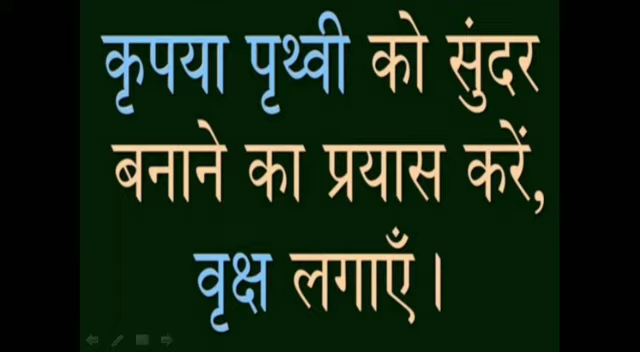 कृपया पृथ्वी को सुंदर
बनाने का प्रयास करें,
वृक्ष लगाएँ।